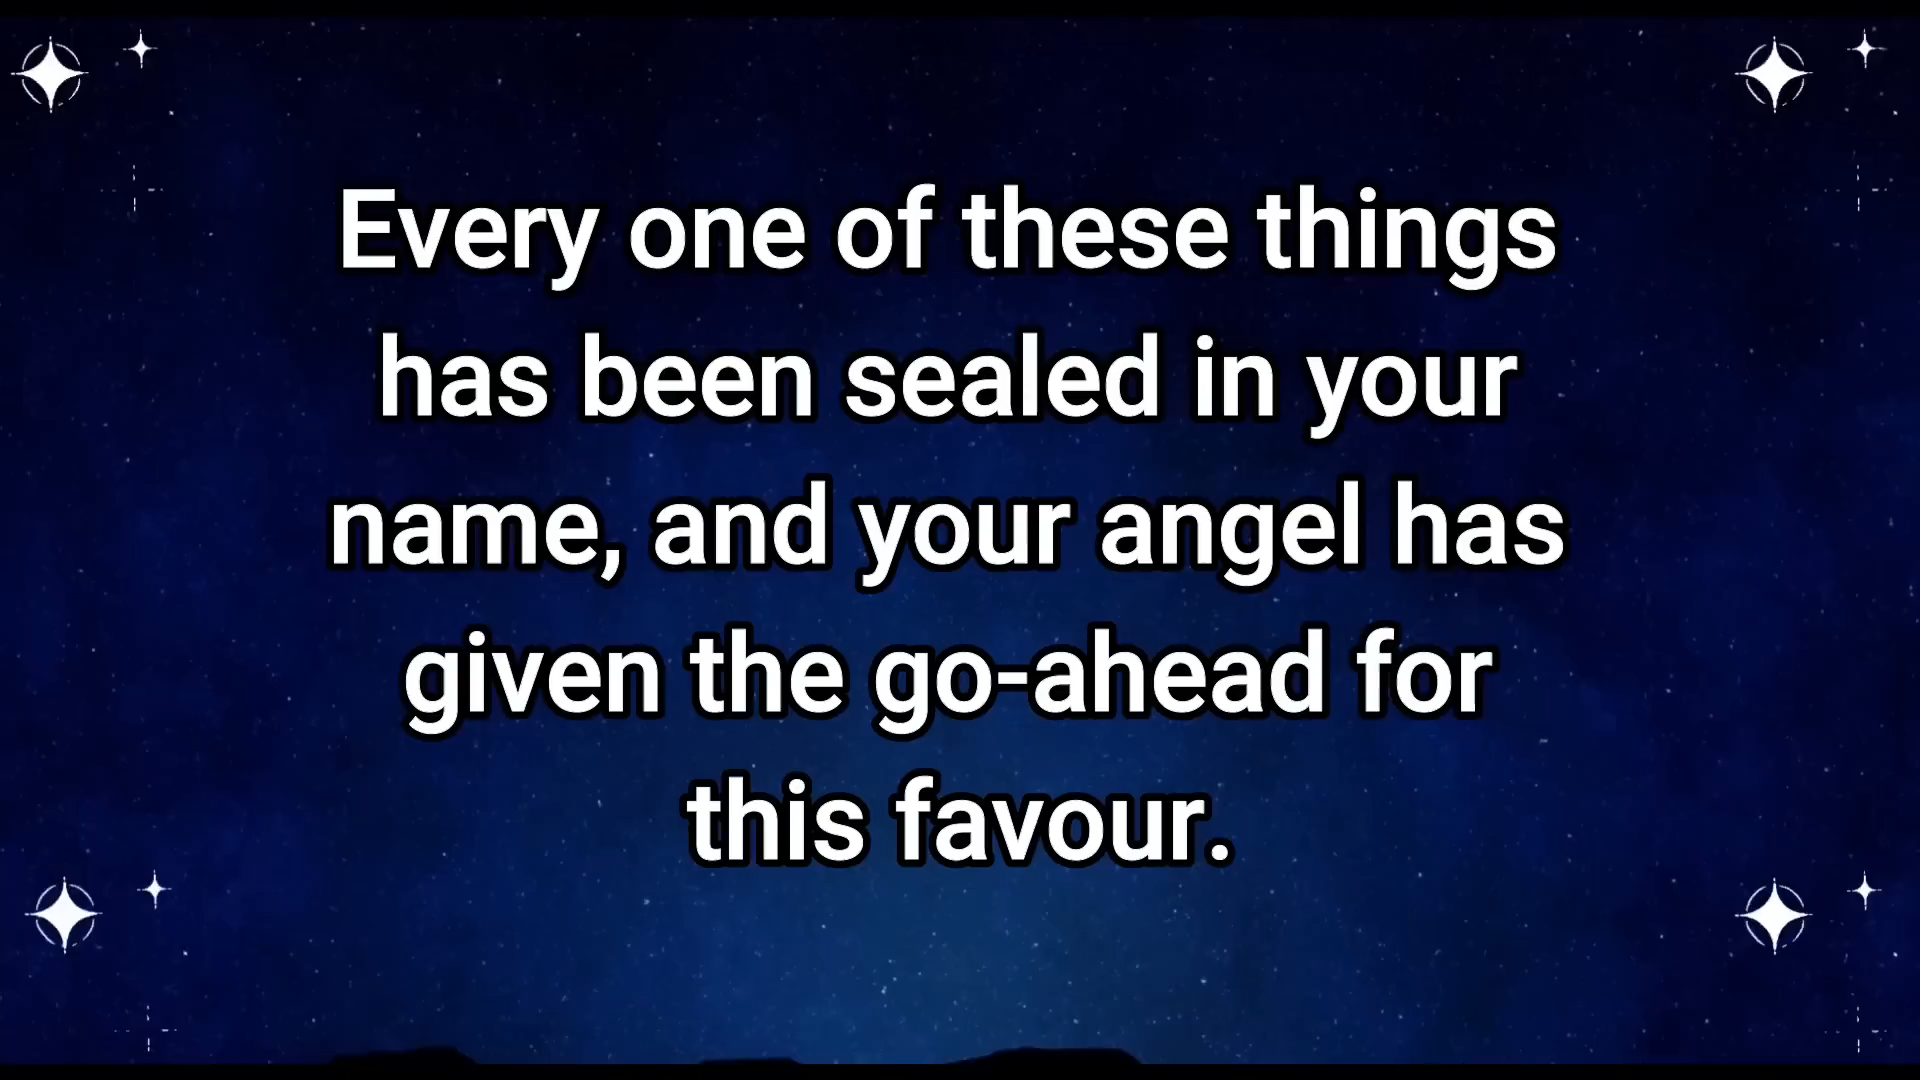 Every one of these things
has been sealed in your
name, and your angel has
given the go-ahead for
this favour.